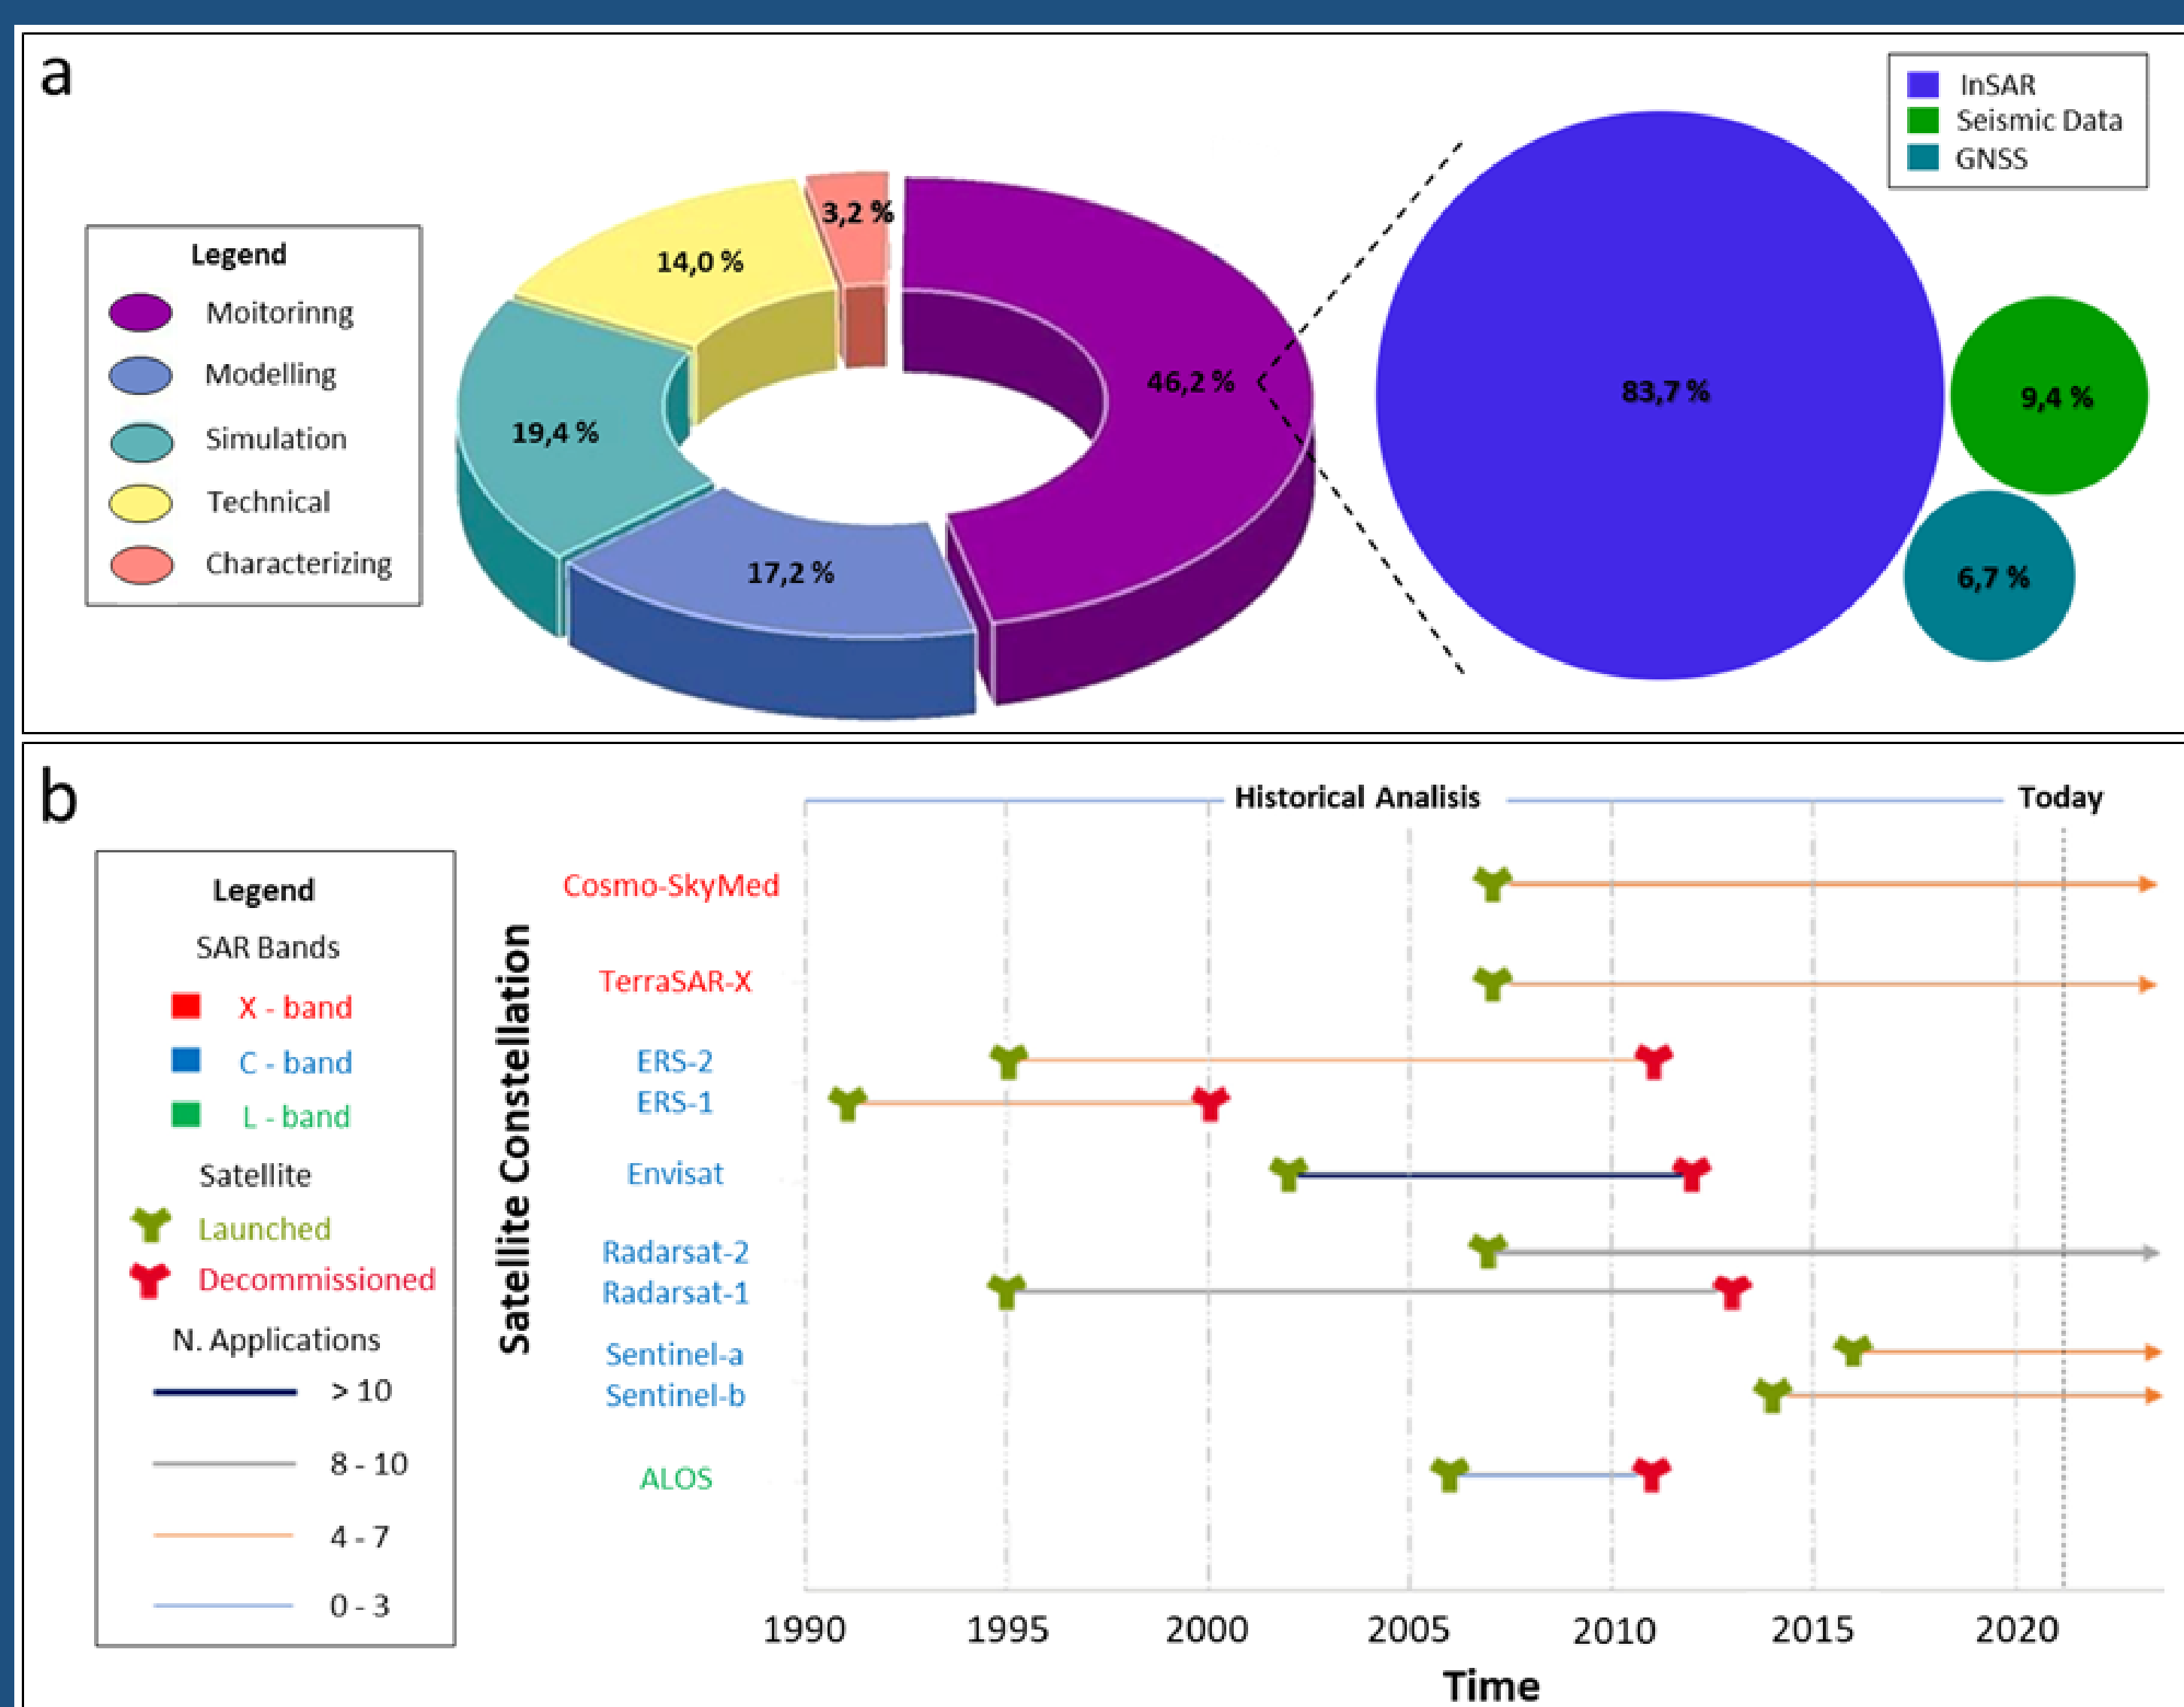 a
InSAR
Seismic Data
GNSS
Legend
Moitorinng
Modelling
Simulation
Technical
Characterizing
3,2 %
14,0 %
46,2 %
19,4 %
17,2 %
83,7 %
9,4 %
6,7 %
b
Historical Analisis
Today
Legend
SAR Bands
X - band
C - band
L - band
Satellite
Launched
Decommissioned
N. Applications
> 10
8 - 10
4 - 7
0 - 3
Satellite Constellation
Cosmo-SkyMed
TerraSAR-X
ERS-2
ERS-1
Envisat
Radarsat-2
Radarsat-1
Sentinel-a
Sentinel-b
ALOS
1990 1995 2000 2005 2010 2015 2020
Time